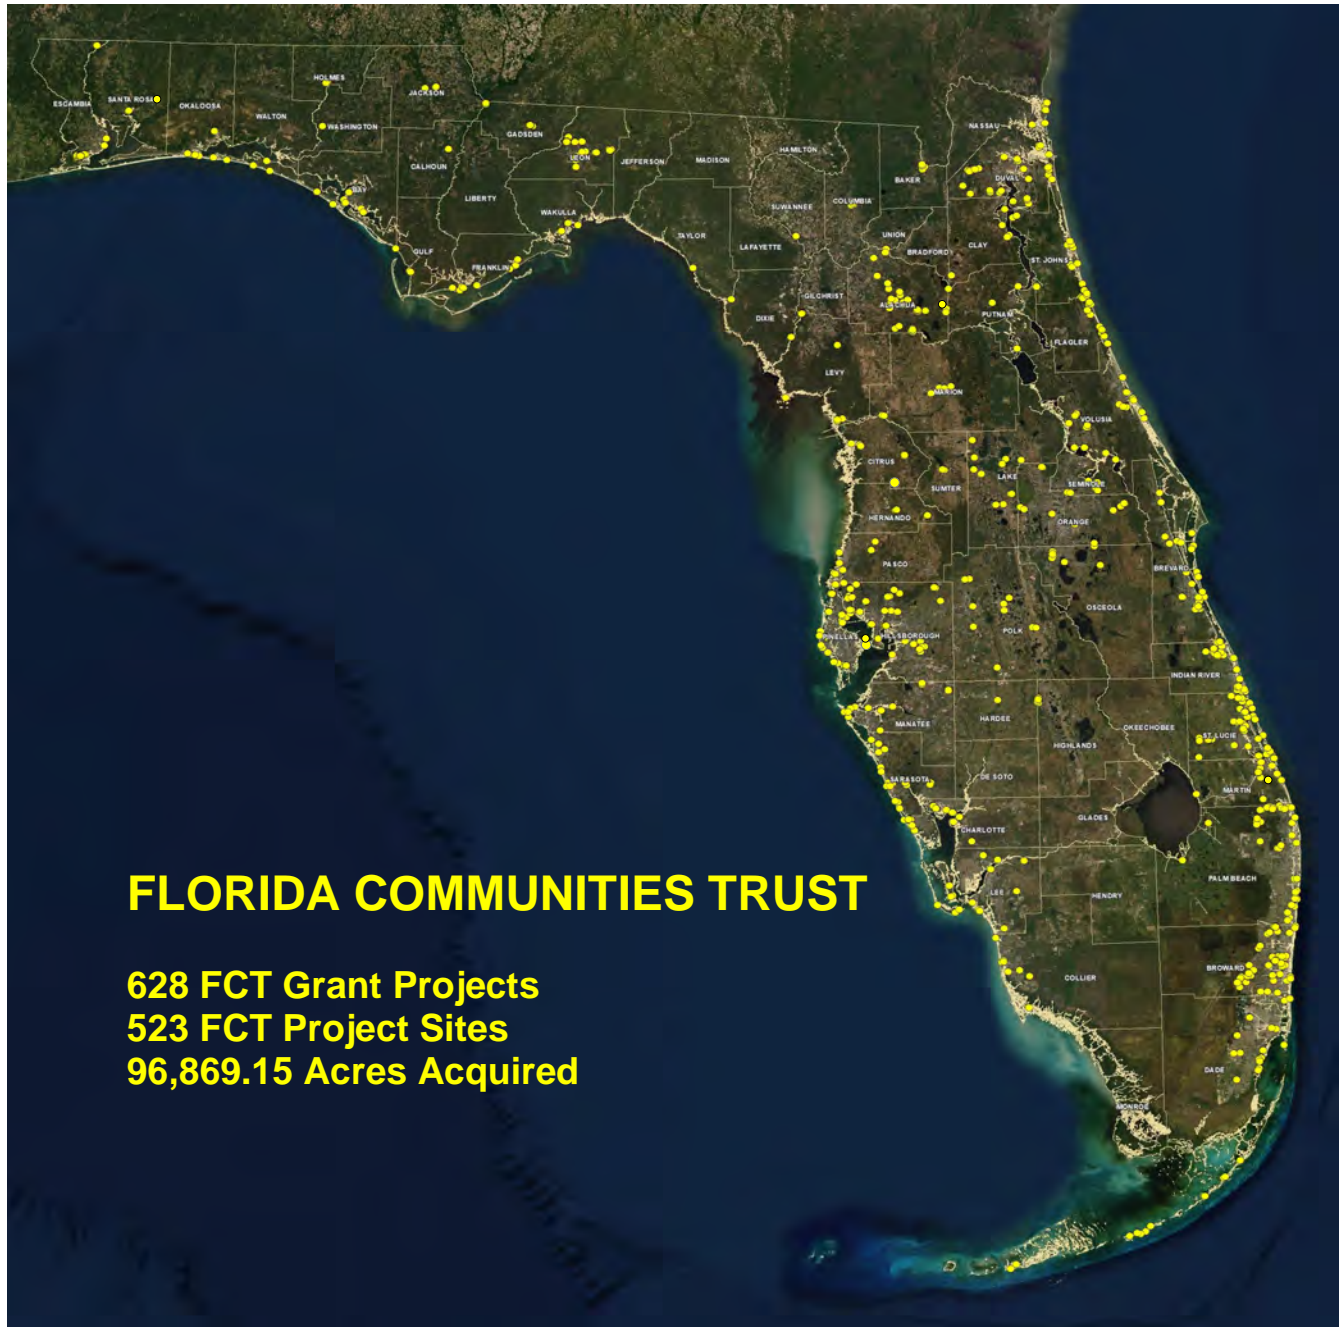 HOLMES
JACKSON
ESCAMBIA
SANTA ROSA
OKALOOSA
WALTON
WASHINGTON
GADSDEN
NASSAU
CALHOUN
LEON
JEFFERSON
MADISON
HAMILTON
BAKER
DUVAL
BAY
LIBERTY
WAKULLA
SUWANNEE
COLUMBIA
TAYLOR
LAFAYETTE
UNION
BRADFORD
CLAY
ST. JOHNS
GULF
FRANKLIN
GILCHRIST
ALACHUA
PUTNAM
DIXIE
FLAGLER
LEVY
MARION
VOLUSIA
CITRUS
SUMTER
LAKE
SEMINOLE
HERNANDO
ORANGE
PASCO
BREVARD
OSCEOLA
PINELLAS
HILLSBOROUGH
POLK
INDIAN RIVER
MANATEE
HARDEE
OKEECHOBEE
ST. LUCIE
HIGHLANDS
SARASOTA
DE SOTO
MARTIN
CHARLOTTE
GLADES
FLORIDA COMMUNITIES TRUST
LEE
HENDRY
PALM BEACH
628 FCT Grant Projects
523 FCT Project Sites
96,869.15 Acres Acquired
BROWARD
COLLIER
DADE
MONROE